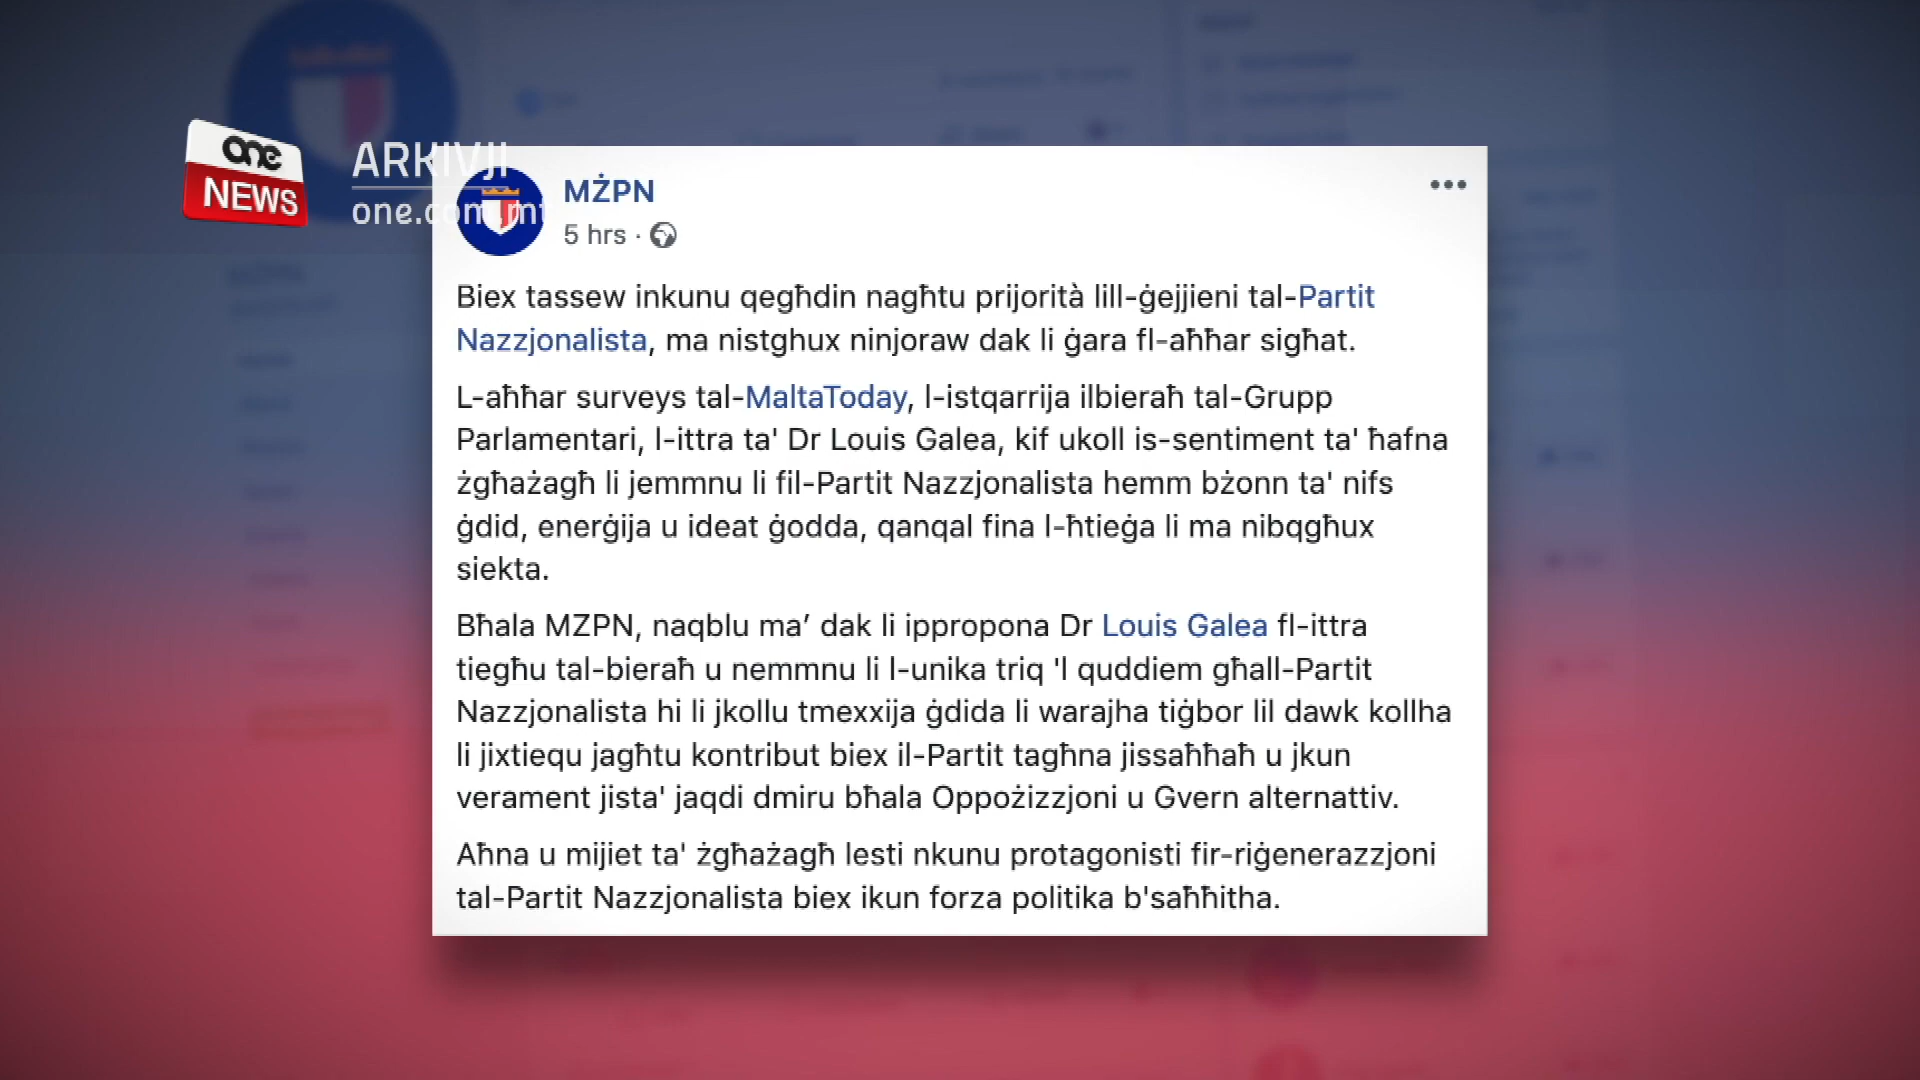 one
NEWS
ARKIVJI
one.com.mt
MŻPN
5 hrs ·
Biex tassew inkunu qegħdin nagħtu prijorità lill-ġejjieni tal-Partit
Nazzjonalista, ma nistghux ninjoraw dak li ġara fl-aħħar sigħat.
L-aħħar surveys tal-MaltaToday, l-istqarrija ilbieraħ tal-Grupp
Parlamentari, l-ittra ta' Dr Louis Galea, kif ukoll is-sentiment ta' ħafna
żgħażagħ li jemmnu li fil-Partit Nazzjonalista hemm bżonn ta' nifs
ġdid, enerġija u ideat ġodda, qanqal fina l-ħtieġa li ma nibqgħux
siekta.
Bħala MZPN, naqblu ma’ dak li ippropona Dr Louis Galea fl-ittra
tiegħu tal-bieraħ u nemmnu li l-unika triq 'l quddiem għall-Partit
Nazzjonalista hi li jkollu tmexxija ġdida li warajha tiġbor lil dawk kollha
li jixtiequ jagħtu kontribut biex il-Partit tagħna jissaħħaħ u jkun
verament jista' jaqdi dmiru bħala Oppożizzjoni u Gvern alternattiv.
Aħna u mijiet ta' żgħażagħ lesti nkunu protagonisti fir-riġenerazzjoni
tal-Partit Nazzjonalista biex ikun forza politika b'saħħitha.